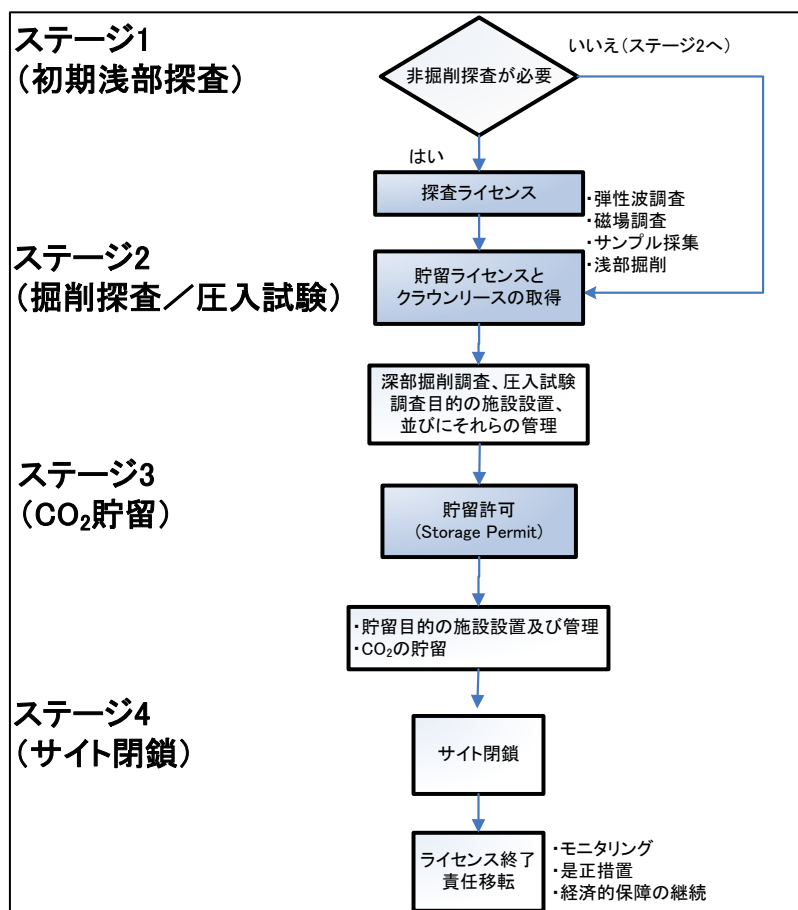 ステージ1
（初期浅部探査）
いいえ（ステージ2へ）
非掘削探査が必要
はい
探査ライセンス
・弾性波調査
・磁場調査
・サンプル採集
・浅部掘削
ステージ2
（掘削探査／圧入試験）
貯留ライセンスと
クラウンリースの取得
深部掘削調査、圧入試験
調査目的の施設設置、
並びにそれらの管理
ステージ3
（CO₂貯留）
貯留許可
(Storage Permit)
・貯留目的の施設設置及び管理
・CO₂の貯留
ステージ4
（サイト閉鎖）
サイト閉鎖
ライセンス終了
責任移転
・モニタリング
・是正措置
・経済的保障の継続